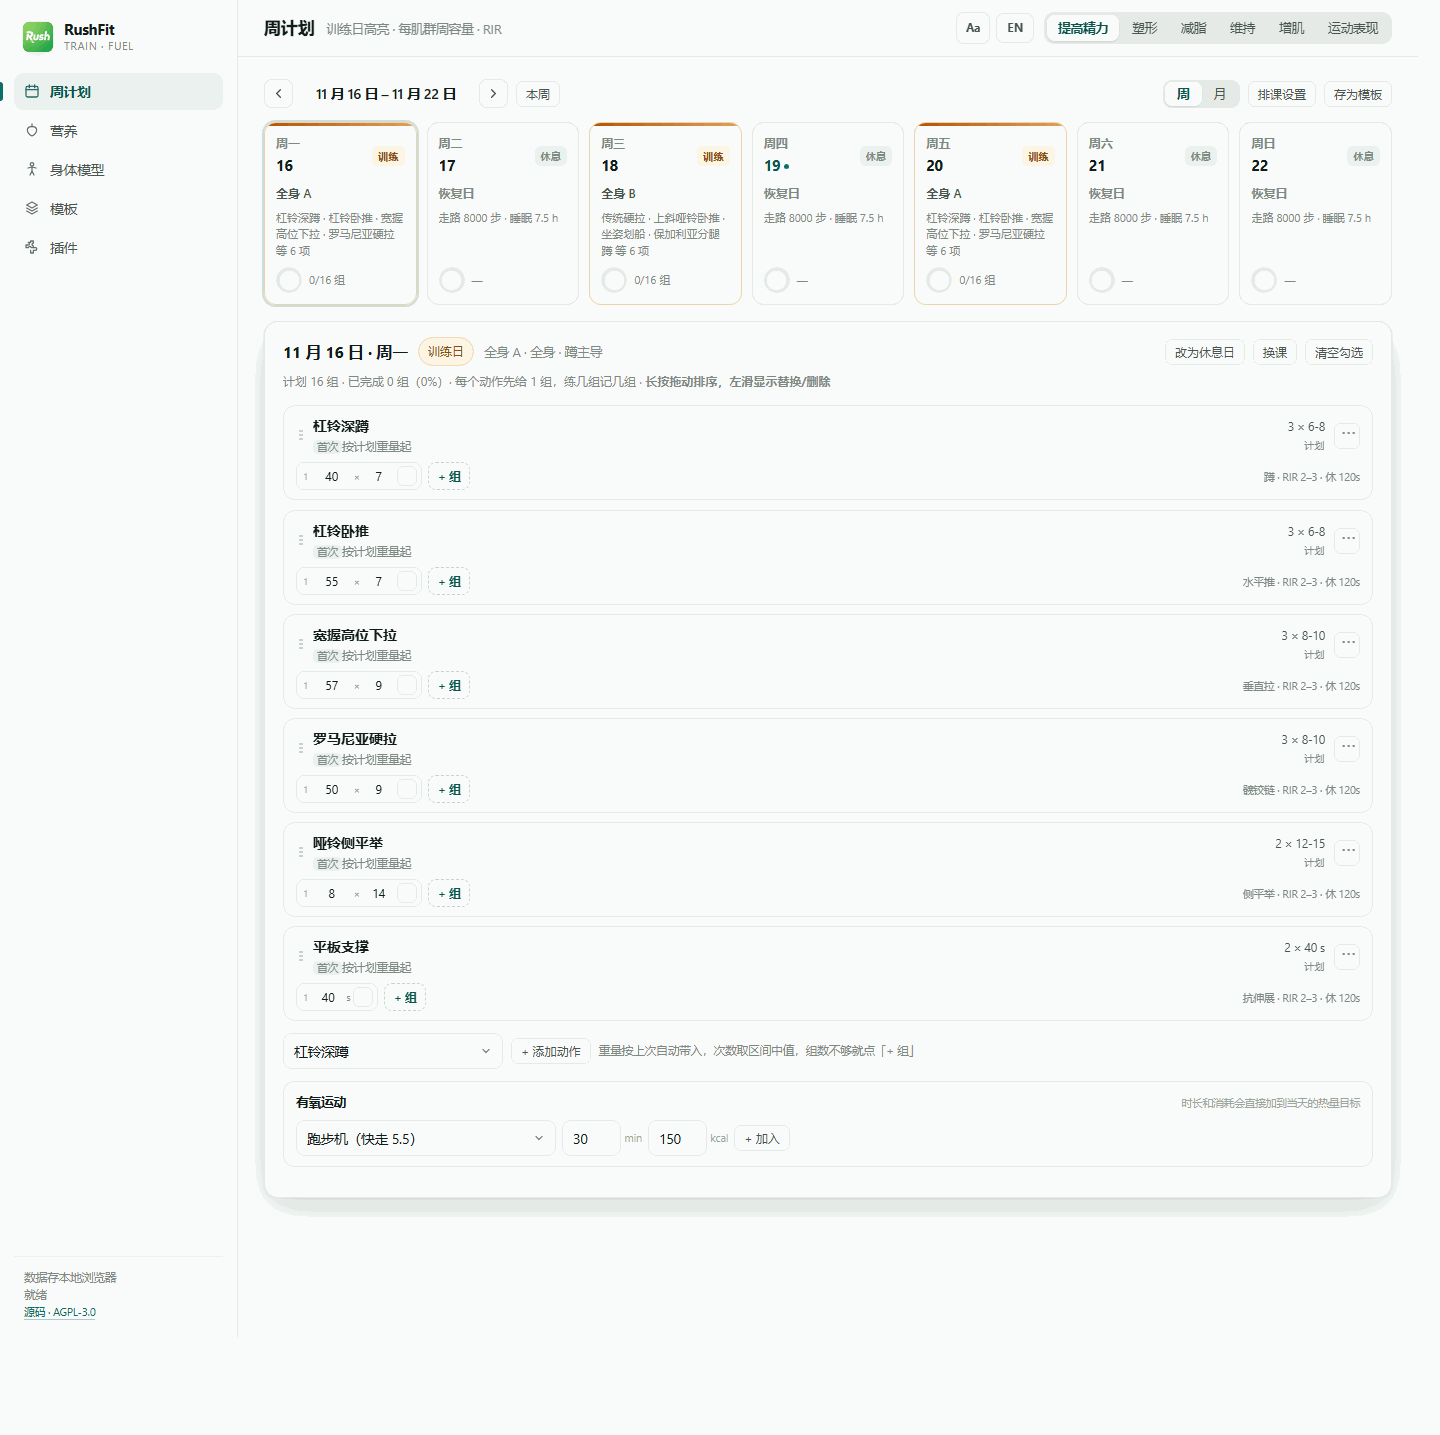 Rush
RushFit
TRAIN · FUEL
周计划
营养
身体模型
模板
插件
数据存本地浏览器
就绪
源码 · AGPL-3.0
周计划 训练日高亮 · 每肌群周容量 · RIR
Aa EN 提高精力 塑形 减脂 维持 增肌 运动表现
11 月 16 日 – 11 月 22 日 本周
周 月 排课设置 存为模板
周一
16
训练
全身 A
杠铃深蹲 · 杠铃卧推 · 宽握
高位下拉 · 罗马尼亚硬拉
等 6 项
0/16 组
周二
17
休息
恢复日
走路 8000 步 · 睡眠 7.5 h
—
周三
18
训练
全身 B
传统硬拉 · 上斜哑铃卧推 ·
坐姿划船 · 保加利亚分腿
蹲 等 6 项
0/16 组
周四
19
休息
恢复日
走路 8000 步 · 睡眠 7.5 h
—
周五
20
训练
全身 A
杠铃深蹲 · 杠铃卧推 · 宽握
高位下拉 · 罗马尼亚硬拉
等 6 项
0/16 组
周六
21
休息
恢复日
走路 8000 步 · 睡眠 7.5 h
—
周日
22
休息
恢复日
走路 8000 步 · 睡眠 7.5 h
—
11 月 16 日 · 周一 训练日 全身 A · 全身 · 蹲主导
改为休息日 换课 清空勾选
计划 16 组 · 已完成 0 组（0%） · 每个动作先给 1 组，练几组记几组 · 长按拖动排序，左滑显示替换/删除
杠铃深蹲
首次 按计划重量起
3 × 6-8
计划
1 40 × 7 + 组
蹲 · RIR 2–3 · 休 120s
杠铃卧推
首次 按计划重量起
3 × 6-8
计划
1 55 × 7 + 组
水平推 · RIR 2–3 · 休 120s
宽握高位下拉
首次 按计划重量起
3 × 8-10
计划
1 57 × 9 + 组
垂直拉 · RIR 2–3 · 休 120s
罗马尼亚硬拉
首次 按计划重量起
3 × 8-10
计划
1 50 × 9 + 组
髋铰链 · RIR 2–3 · 休 120s
哑铃侧平举
首次 按计划重量起
2 × 12-15
计划
1 8 × 14 + 组
侧平举 · RIR 2–3 · 休 120s
平板支撑
首次 按计划重量起
2 × 40 s
计划
1 40 s + 组
抗伸展 · RIR 2–3 · 休 120s
杠铃深蹲 + 添加动作 重量按上次自动带入，次数取区间中值，组数不够就点「+ 组」
有氧运动
时长和消耗会直接加到当天的热量目标
跑步机（快走 5.5） 30 min 150 kcal + 加入